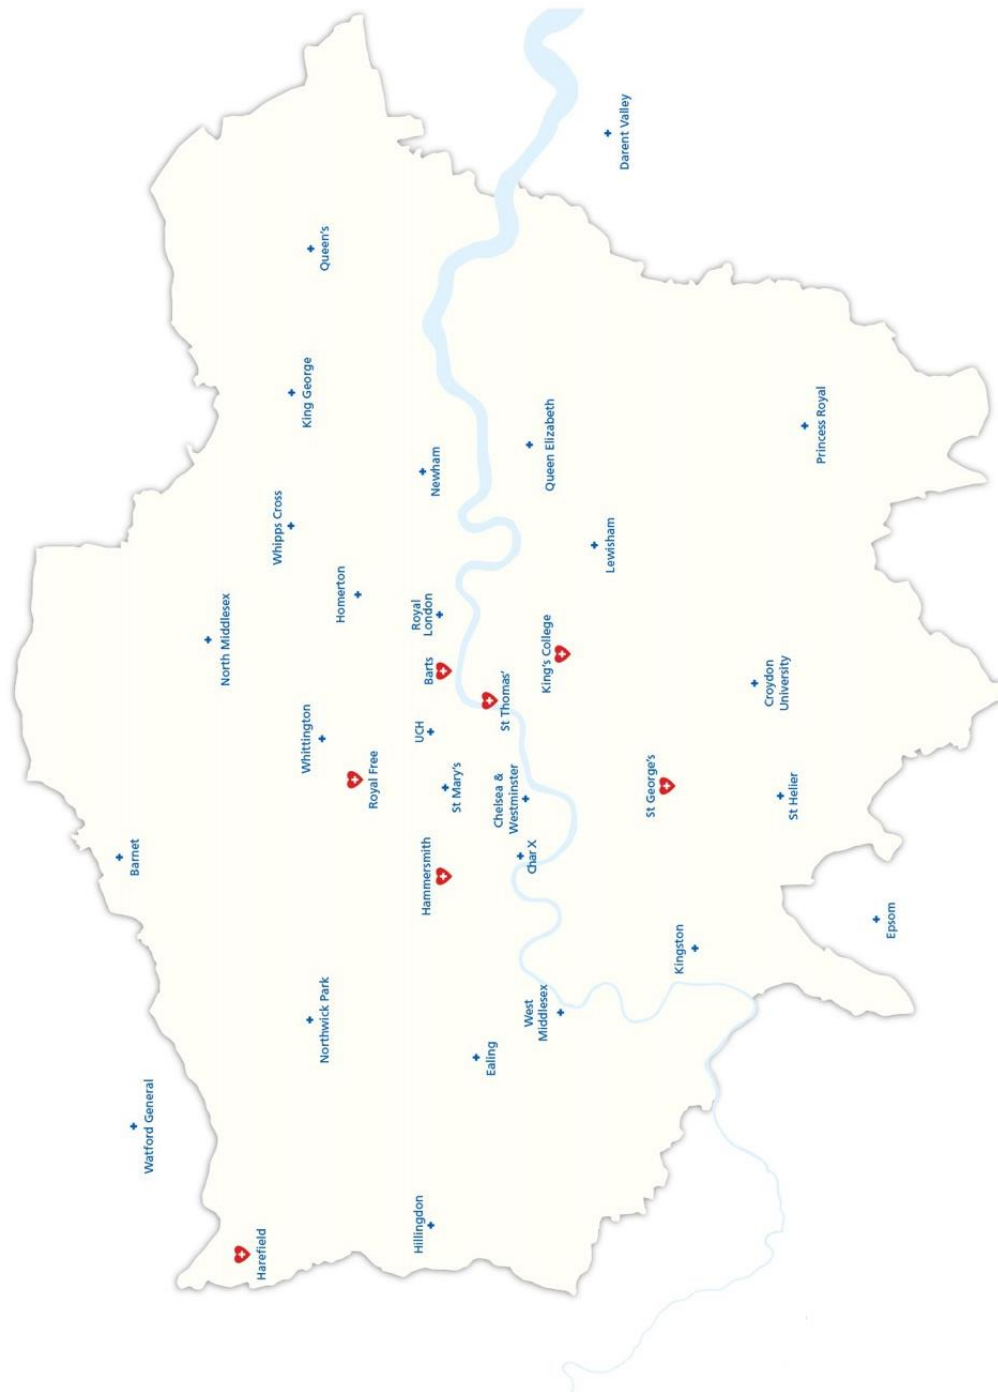 Barnet
Watford General
North Middlesex
Harefield
Whipps Cross
King George
Queen's
Northwick Park
Whittington
Homerton
Royal Free
Hillingdon
UCH
Newham
Hammersmith
St Mary's
Barts
Royal
London
Ealing
St Thomas'
Char X
Chelsea &
Westminster
Queen Elizabeth
West
Middlesex
King's College
Lewisham
Darent Valley
St George's
Kingston
Croydon
University
St Helier
Princess Royal
Epsom